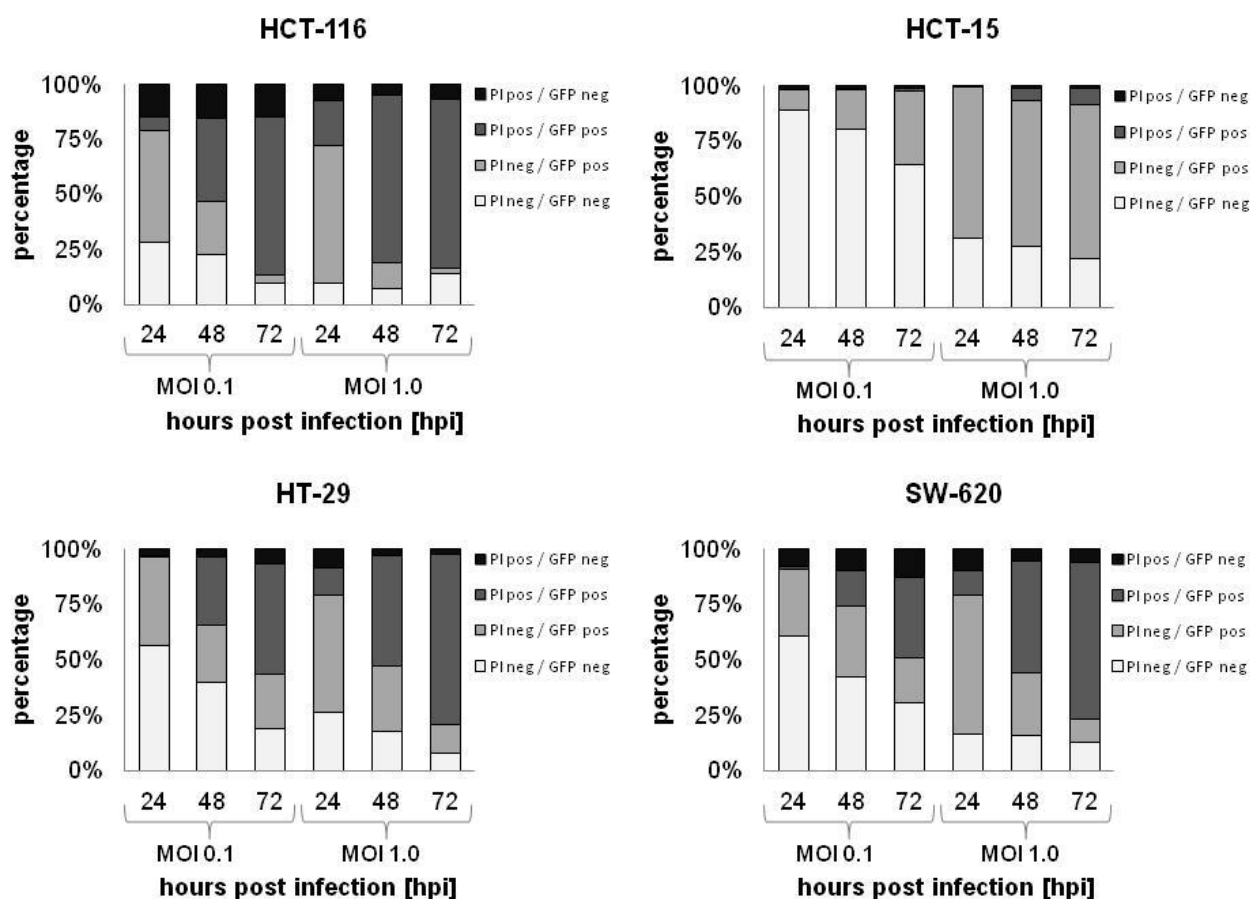 HCT-116
percentage
100%
75%
50%
25%
0%
PI pos / GFP neg
PI pos / GFP pos
PI neg / GFP pos
PI neg / GFP neg
24 48 72 24 48 72
MOI 0.1 MOI 1.0
hours post infection [hpi]
HCT-15
percentage
100%
75%
50%
25%
0%
PI pos / GFP neg
PI pos / GFP pos
PI neg / GFP pos
PI neg / GFP neg
24 48 72 24 48 72
MOI 0.1 MOI 1.0
hours post infection [hpi]
HT-29
percentage
100%
75%
50%
25%
0%
PI pos / GFP neg
PI pos / GFP pos
PI neg / GFP pos
PI neg / GFP neg
24 48 72 24 48 72
MOI 0.1 MOI 1.0
hours post infection [hpi]
SW-620
percentage
100%
75%
50%
25%
0%
PI pos / GFP neg
PI pos / GFP pos
PI neg / GFP pos
PI neg / GFP neg
24 48 72 24 48 72
MOI 0.1 MOI 1.0
hours post infection [hpi]